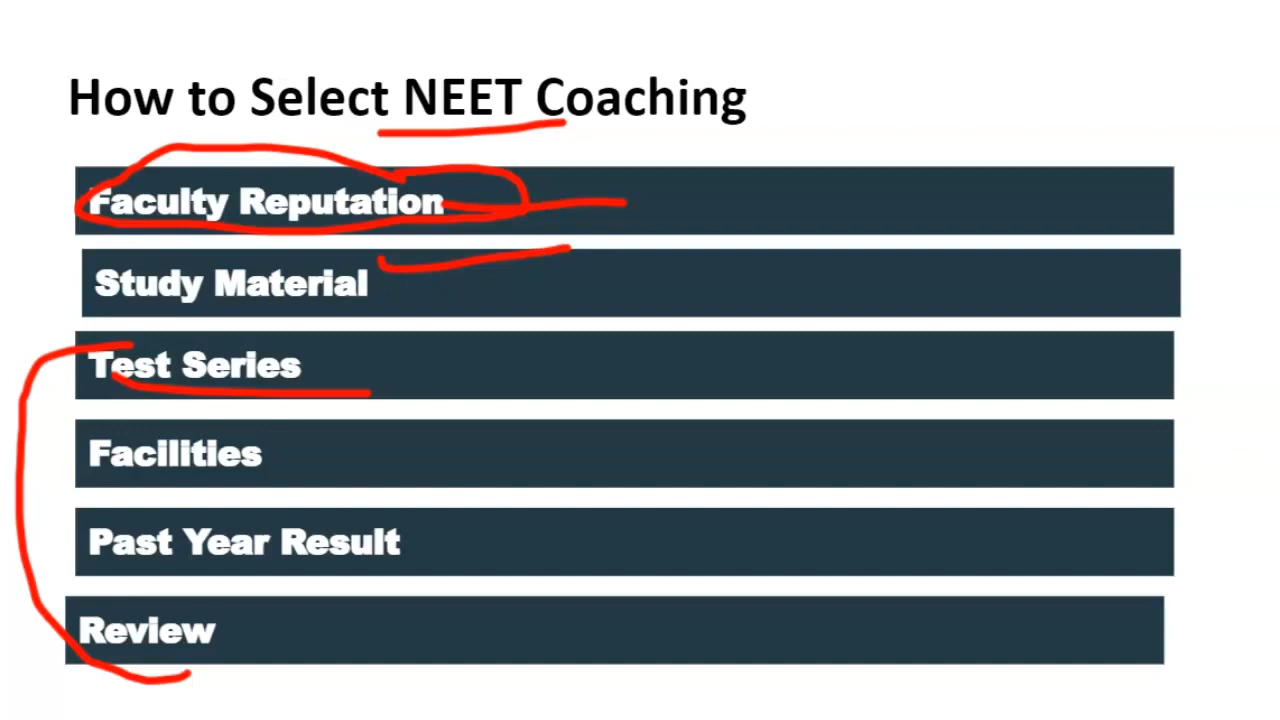 How to Select NEET Coaching
Faculty Reputation
Study Material
Test Series
Facilities
Past Year Result
Review